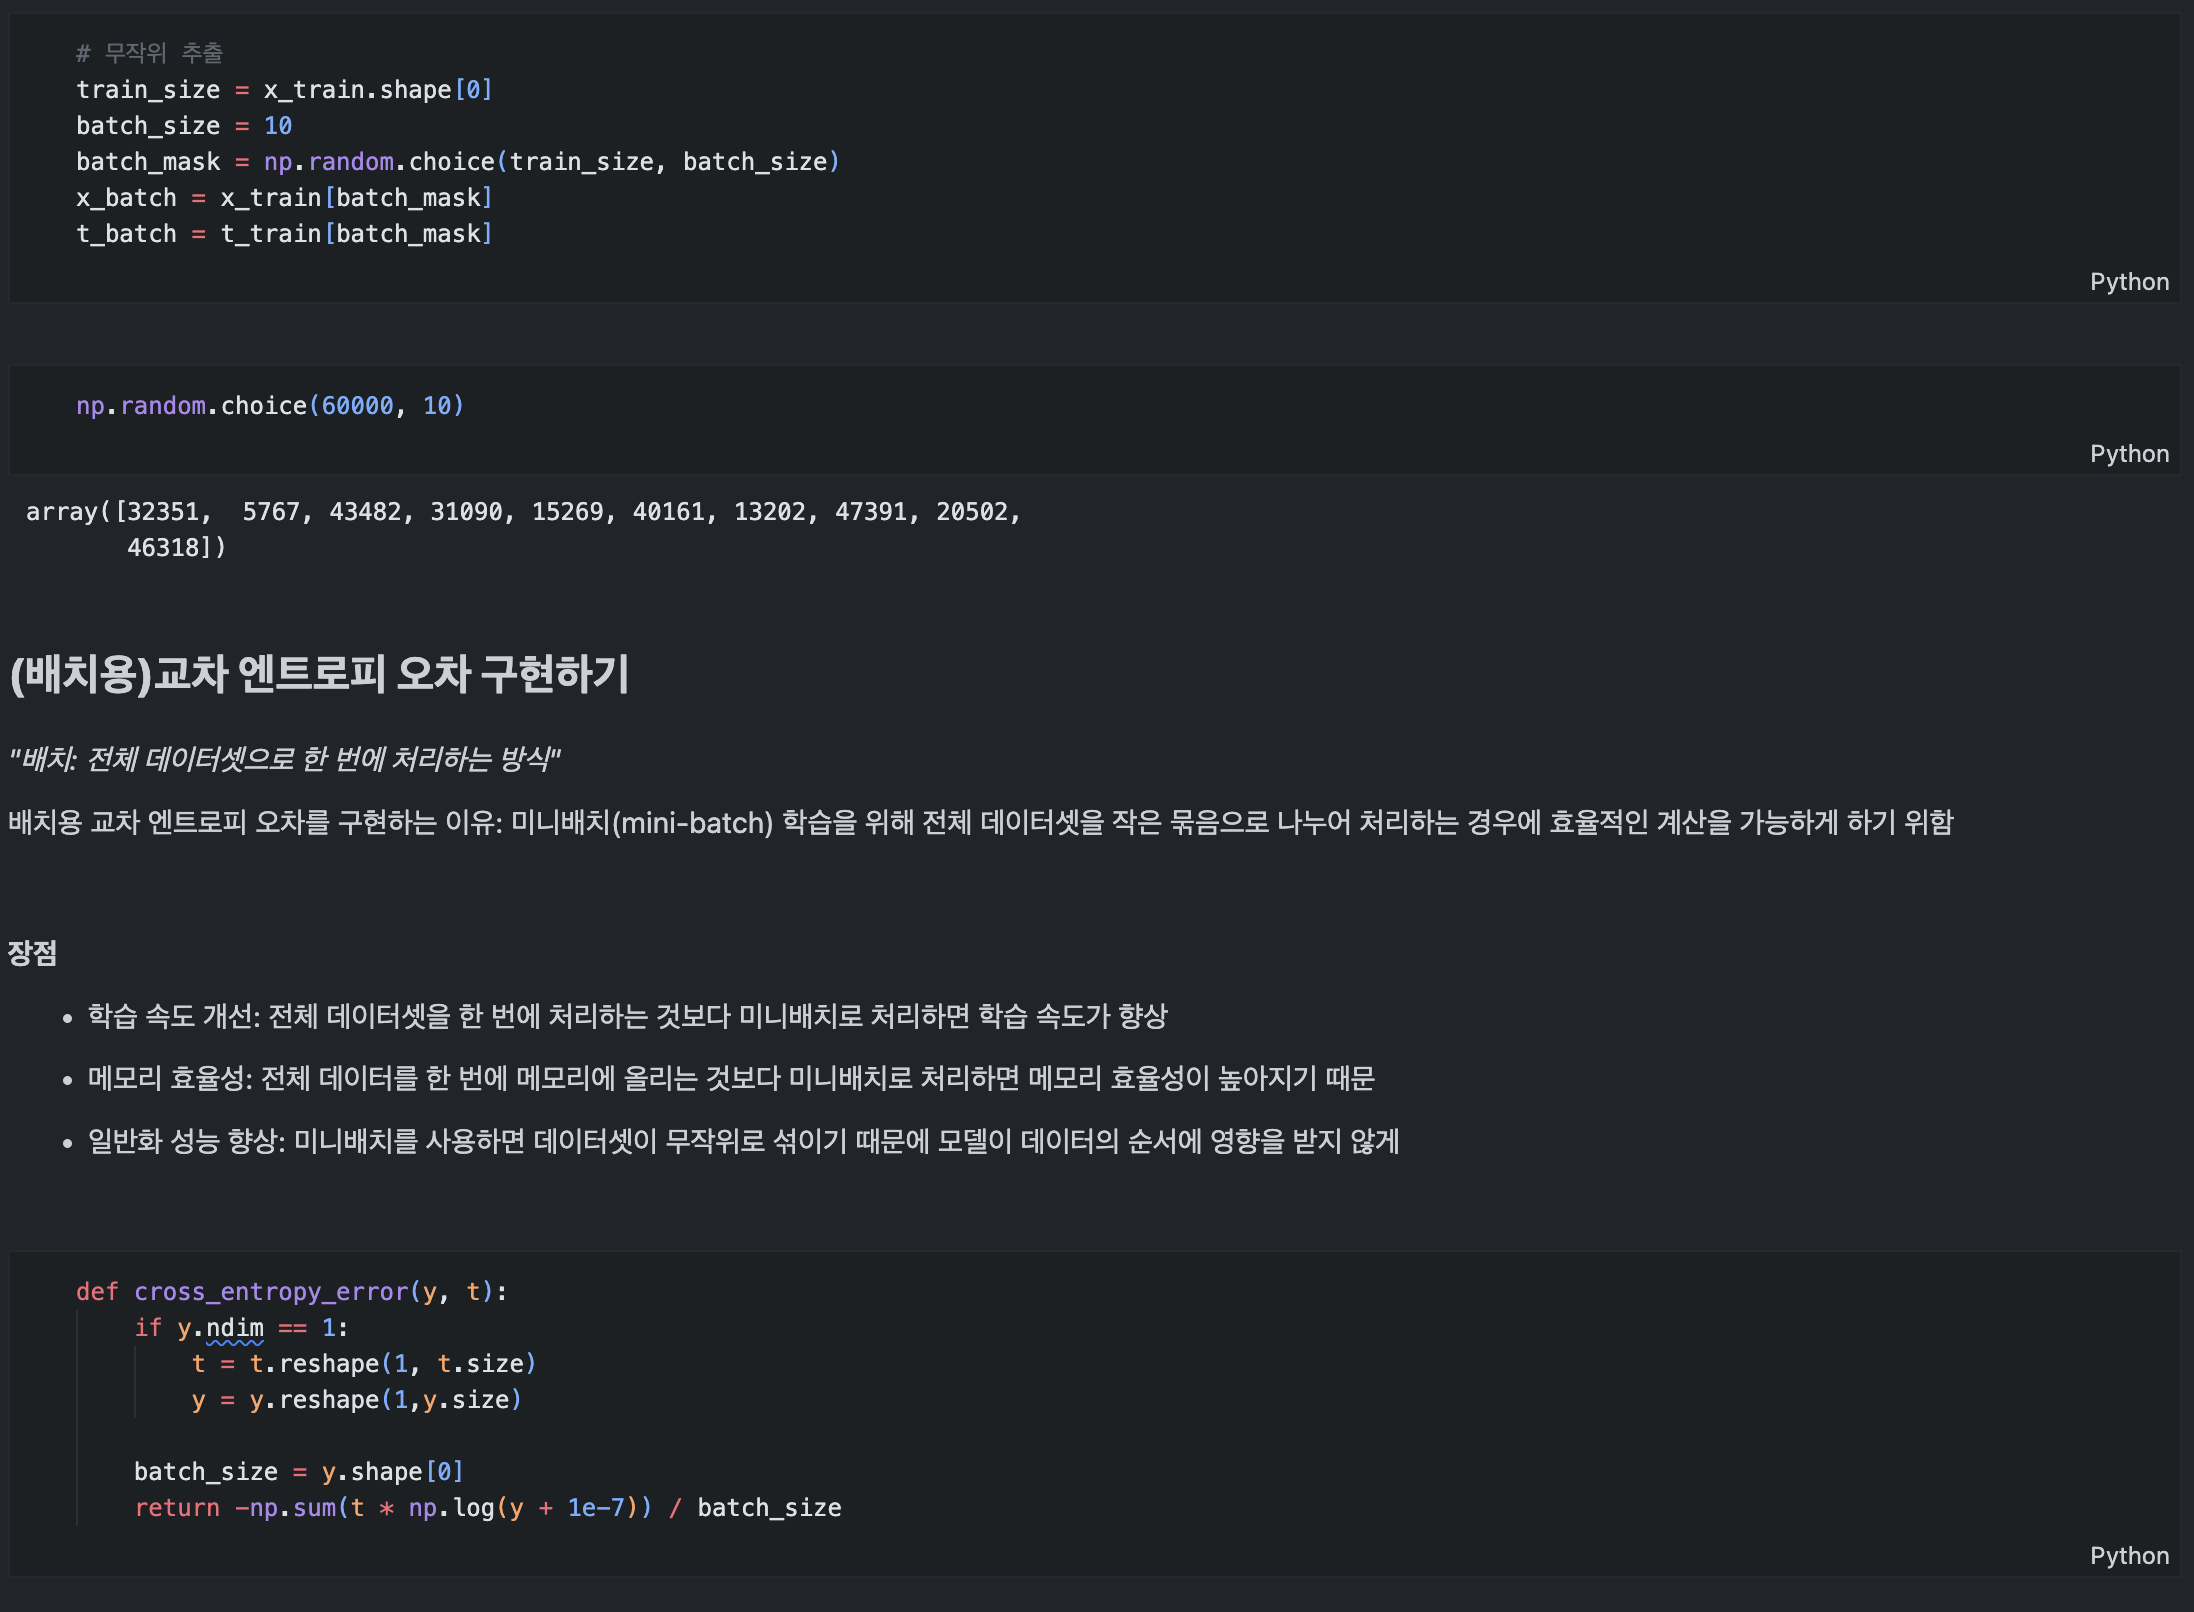 # 무작위 추출
train_size = x_train.shape[0]
batch_size = 10
batch_mask = np.random.choice(train_size, batch_size)
x_batch = x_train[batch_mask]
t_batch = t_train[batch_mask]
Python
np.random.choice(60000, 10)
Python
array([32351,  5767, 43482, 31090, 15269, 40161, 13202, 47391, 20502,
       46318])
(배치용)교차 엔트로피 오차 구현하기
"배치: 전체 데이터셋으로 한 번에 처리하는 방식"
배치용 교차 엔트로피 오차를 구현하는 이유: 미니배치(mini-batch) 학습을 위해 전체 데이터셋을 작은 묶음으로 나누어 처리하는 경우에 효율적인 계산을 가능하게 하기 위함
장점
• 학습 속도 개선: 전체 데이터셋을 한 번에 처리하는 것보다 미니배치로 처리하면 학습 속도가 향상
• 메모리 효율성: 전체 데이터를 한 번에 메모리에 올리는 것보다 미니배치로 처리하면 메모리 효율성이 높아지기 때문
• 일반화 성능 향상: 미니배치를 사용하면 데이터셋이 무작위로 섞이기 때문에 모델이 데이터의 순서에 영향을 받지 않게
def cross_entropy_error(y, t):
    if y.ndim == 1:
        t = t.reshape(1, t.size)
        y = y.reshape(1,y.size)
    batch_size = y.shape[0]
    return -np.sum(t * np.log(y + 1e-7)) / batch_size
Python